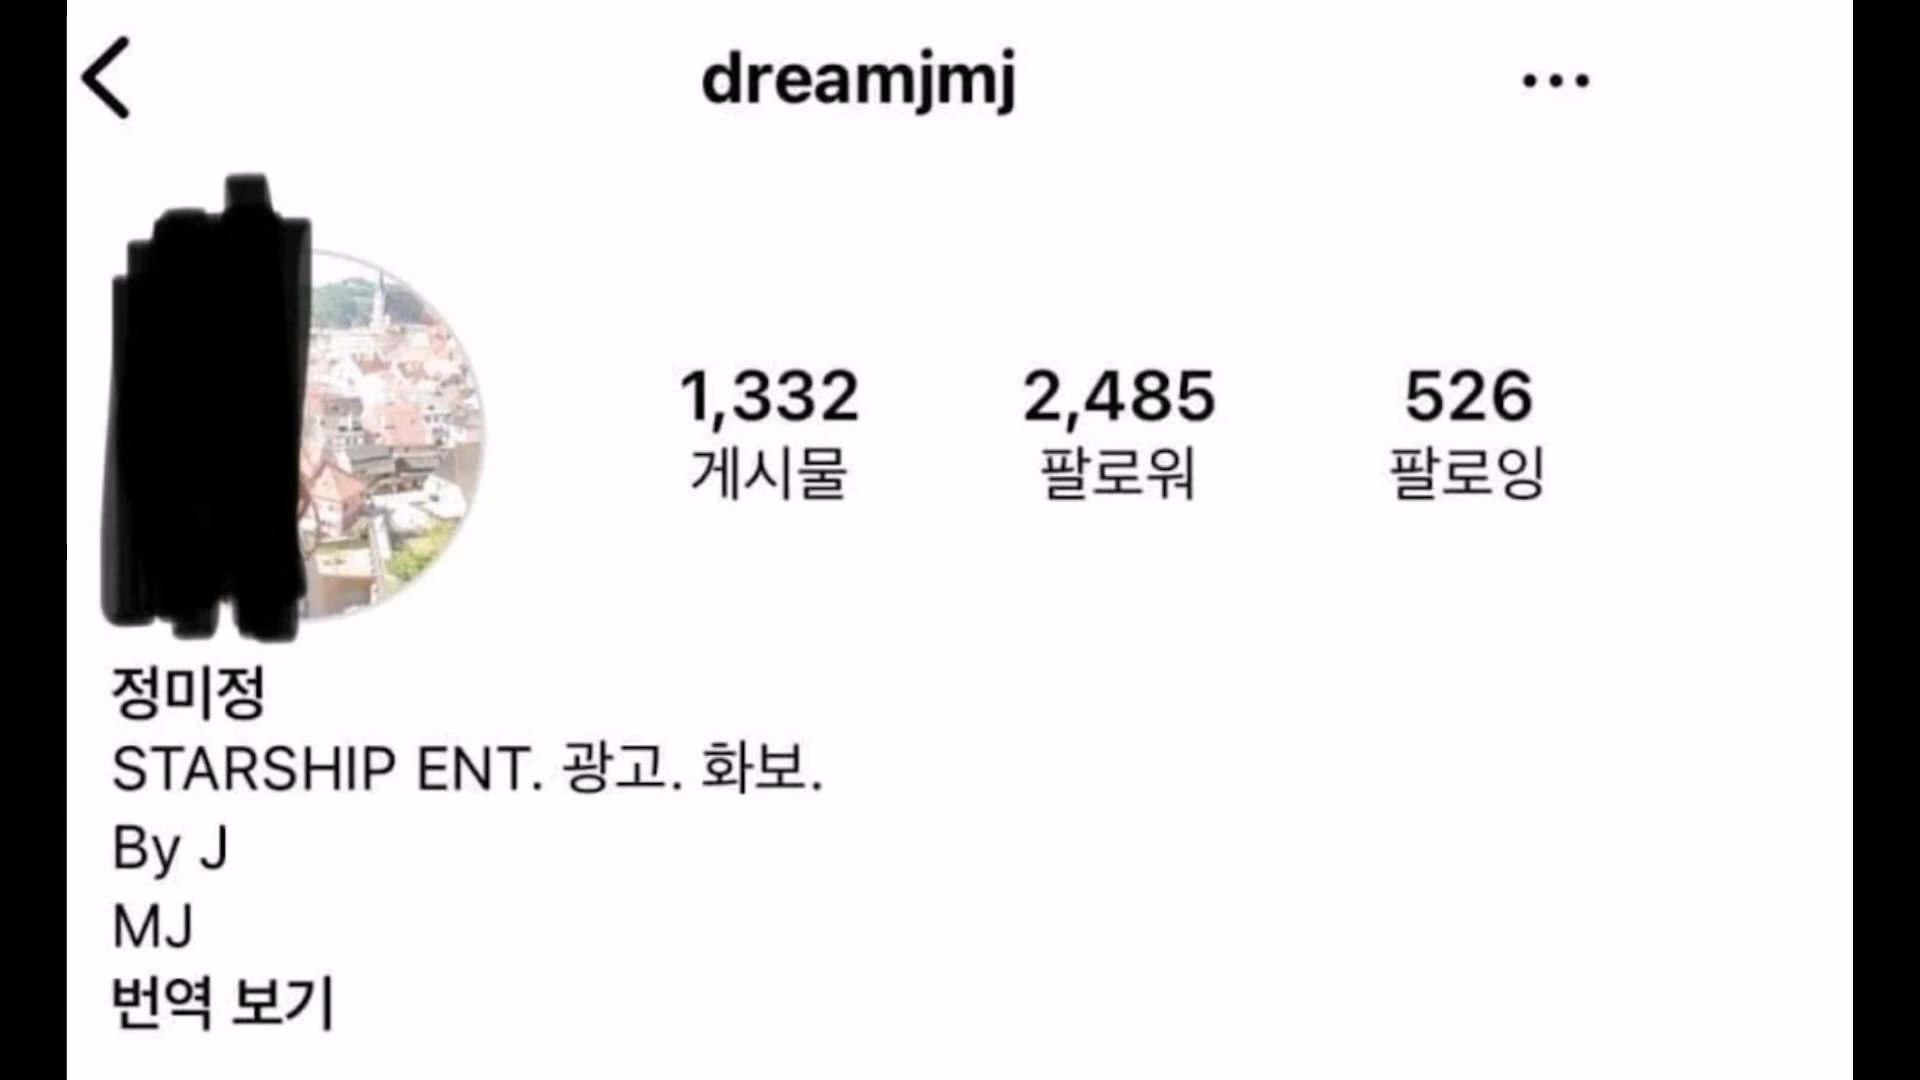 dreamjmj
1,332 2,485 526
게시물 팔로워 팔로잉
정미정
STARSHIP ENT. 광고. 화보.
By J
MJ
번역 보기